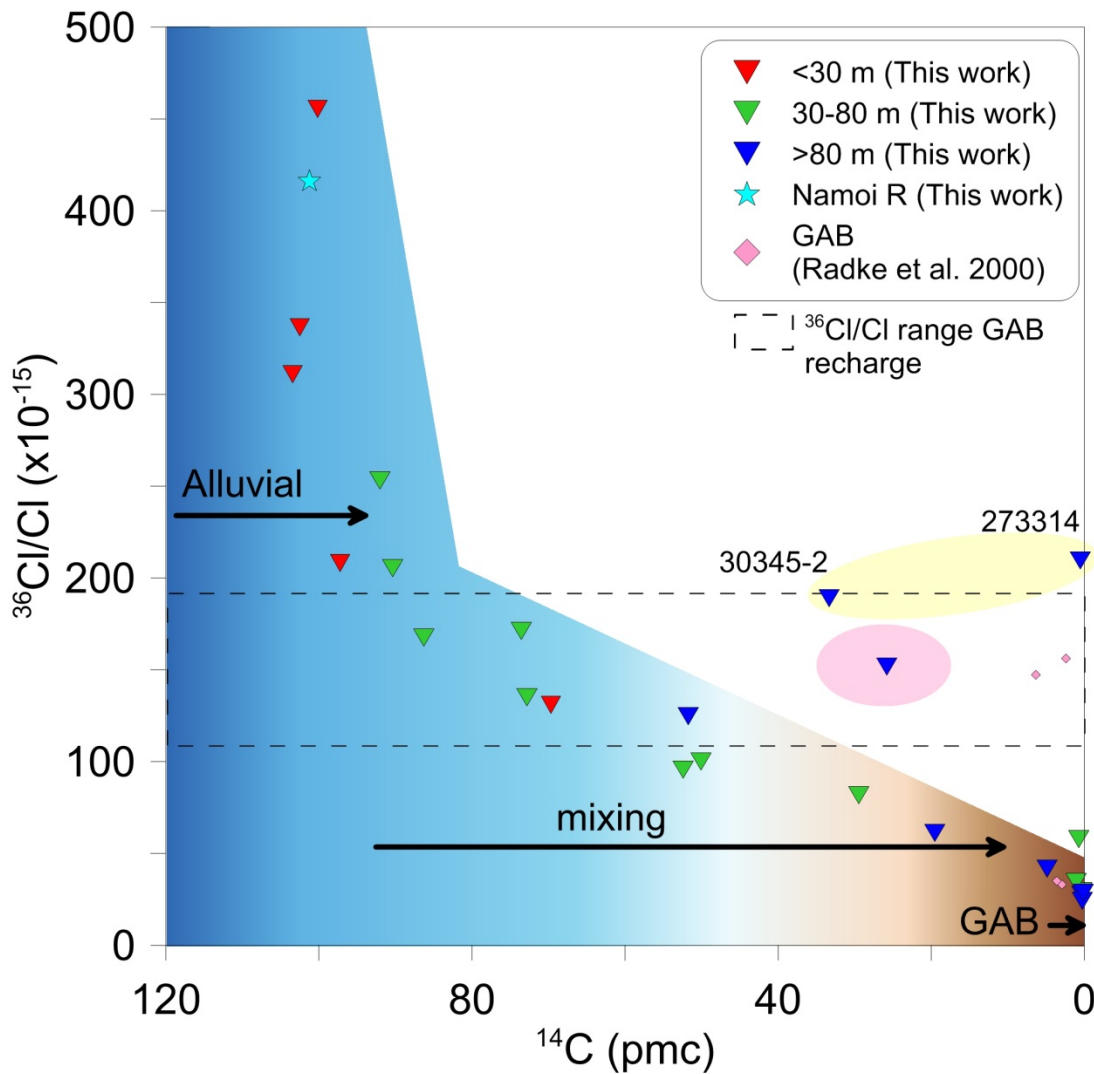 500
400
300
200
100
0
³⁶Cl/Cl (x10⁻¹⁵)
<30 m (This work)
30-80 m (This work)
>80 m (This work)
Namoi R (This work)
GAB
(Radke et al. 2000)
³⁶Cl/Cl range GAB
recharge
Alluvial
273314
30345-2
mixing
GAB
120
80
40
0
¹⁴C (pmc)